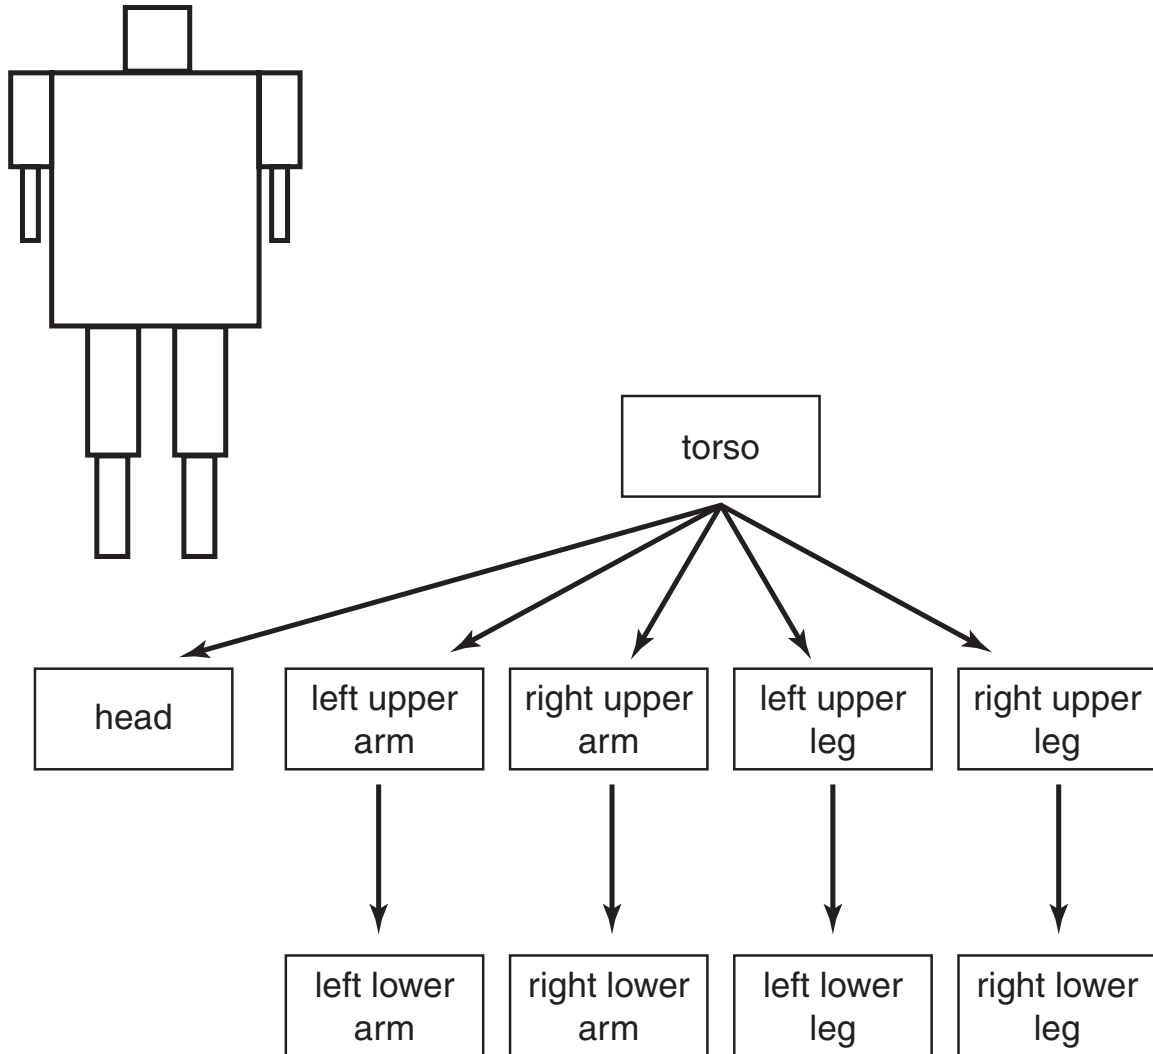 torso
head
left upper
arm
right upper
arm
left upper
leg
right upper
leg
left lower
arm
right lower
arm
left lower
leg
right lower
leg